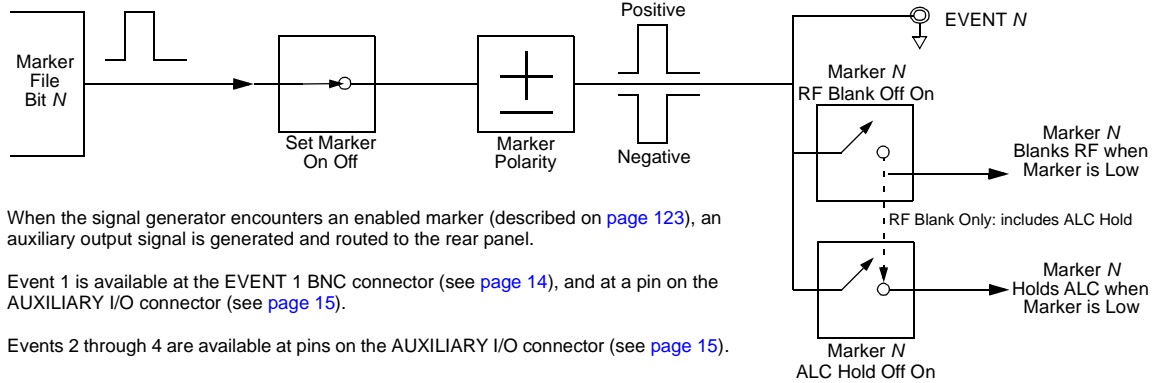 Marker
File
Bit N
Set Marker
On Off
Marker
Polarity
Positive
Negative
EVENT N
Marker N
RF Blank Off On
Marker N
Blanks RF when
Marker is Low
RF Blank Only: includes ALC Hold
Marker N
Holds ALC when
Marker is Low
Marker N
ALC Hold Off On
When the signal generator encounters an enabled marker (described on page 123), an
auxiliary output signal is generated and routed to the rear panel.
Event 1 is available at the EVENT 1 BNC connector (see page 14), and at a pin on the
AUXILIARY I/O connector (see page 15).
Events 2 through 4 are available at pins on the AUXILIARY I/O connector (see page 15).